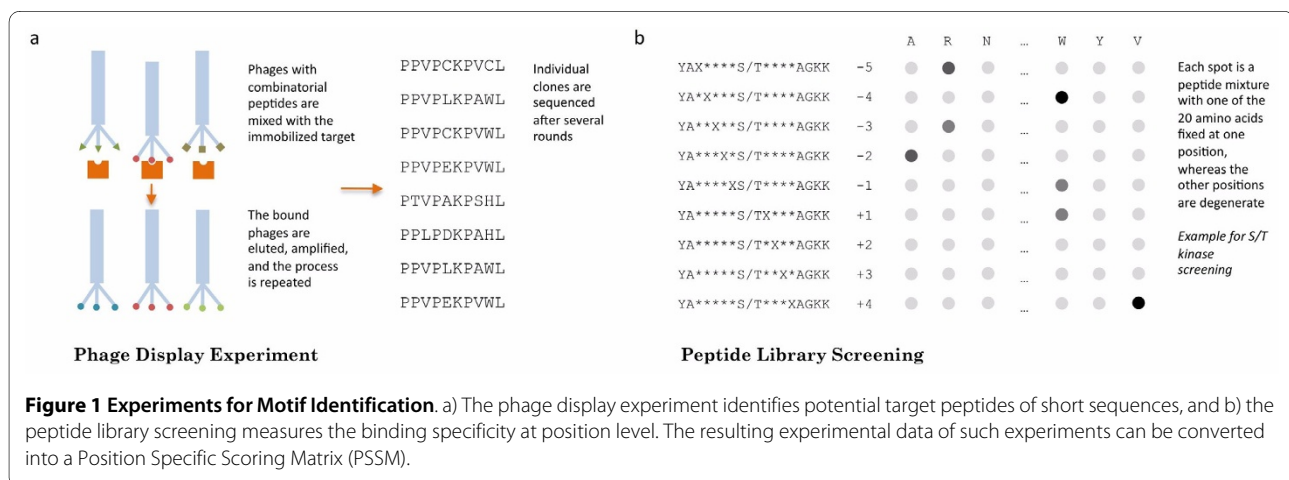 a
Phages with
combinatorial
peptides are
mixed with the
immobilized target
The bound
phages are
eluted, amplified,
and the process
is repeated
PPVPCKPVCL
PPVPLKPAWL
PPVPCKPVWL
PPVPEKPVWL
PTVPAKPSHL
PPLPDKPAHL
PPVPLKPAWL
PPVPEKPVWL
Individual
clones are
sequenced
after several
rounds
Phage Display Experiment
b
A R N ... W Y V
YAX****S/T****AGKK -5 ...
YA*X***S/T****AGKK -4 ...
YA**X**S/T****AGKK -3 ...
YA***X*S/T****AGKK -2 ...
YA****XS/T****AGKK -1 ...
YA*****S/TX***AGKK +1 ...
YA*****S/T*X**AGKK +2 ...
YA*****S/T**X*AGKK +3 ...
YA*****S/T***XAGKK +4 ...
Each spot is a
peptide mixture
with one of the
20 amino acids
fixed at one
position,
whereas the
other positions
are degenerate
Example for S/T
kinase
screening
Peptide Library Screening
Figure 1 Experiments for Motif Identification. a) The phage display experiment identifies potential target peptides of short sequences, and b) the
peptide library screening measures the binding specificity at position level. The resulting experimental data of such experiments can be converted
into a Position Specific Scoring Matrix (PSSM).